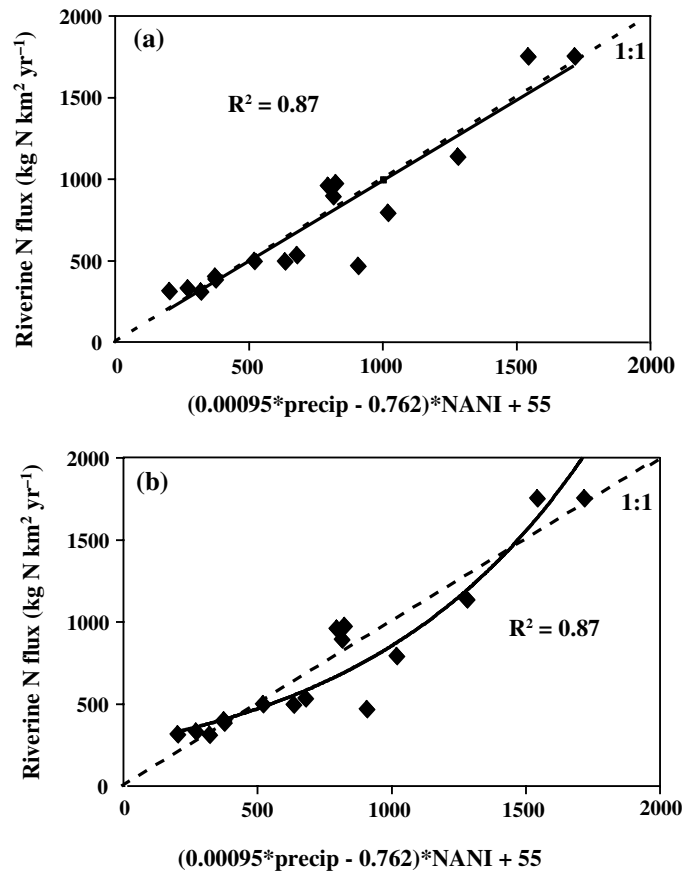 (a)
2000
1:1
1500
R² = 0.87
1000
500
0
Riverine N flux (kg N km² yr⁻¹)
0 500 1000 1500 2000
(0.00095*precip - 0.762)*NANI + 55
(b)
2000
1:1
1500
1000
R² = 0.87
500
0
Riverine N flux (kg N km² yr⁻¹)
0 500 1000 1500 2000
(0.00095*precip - 0.762)*NANI + 55